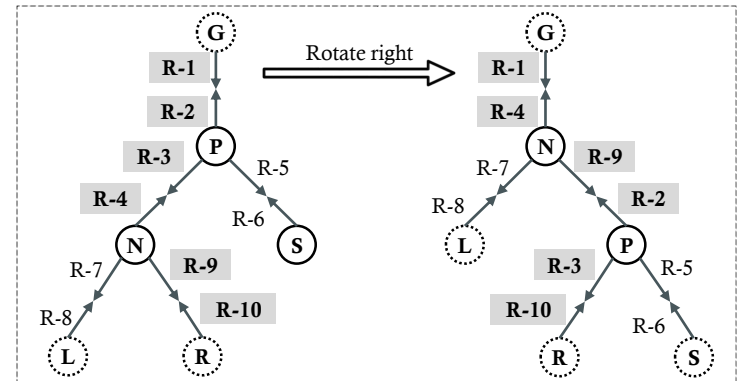 G
G
R-1
Rotate right
R-1
R-2
R-4
P
N
R-3
R-5
R-7
R-9
R-4
R-6
R-8
R-2
N
S
L
P
R-7
R-9
R-3
R-5
R-8
R-10
R-10
R-6
L
R
R
S